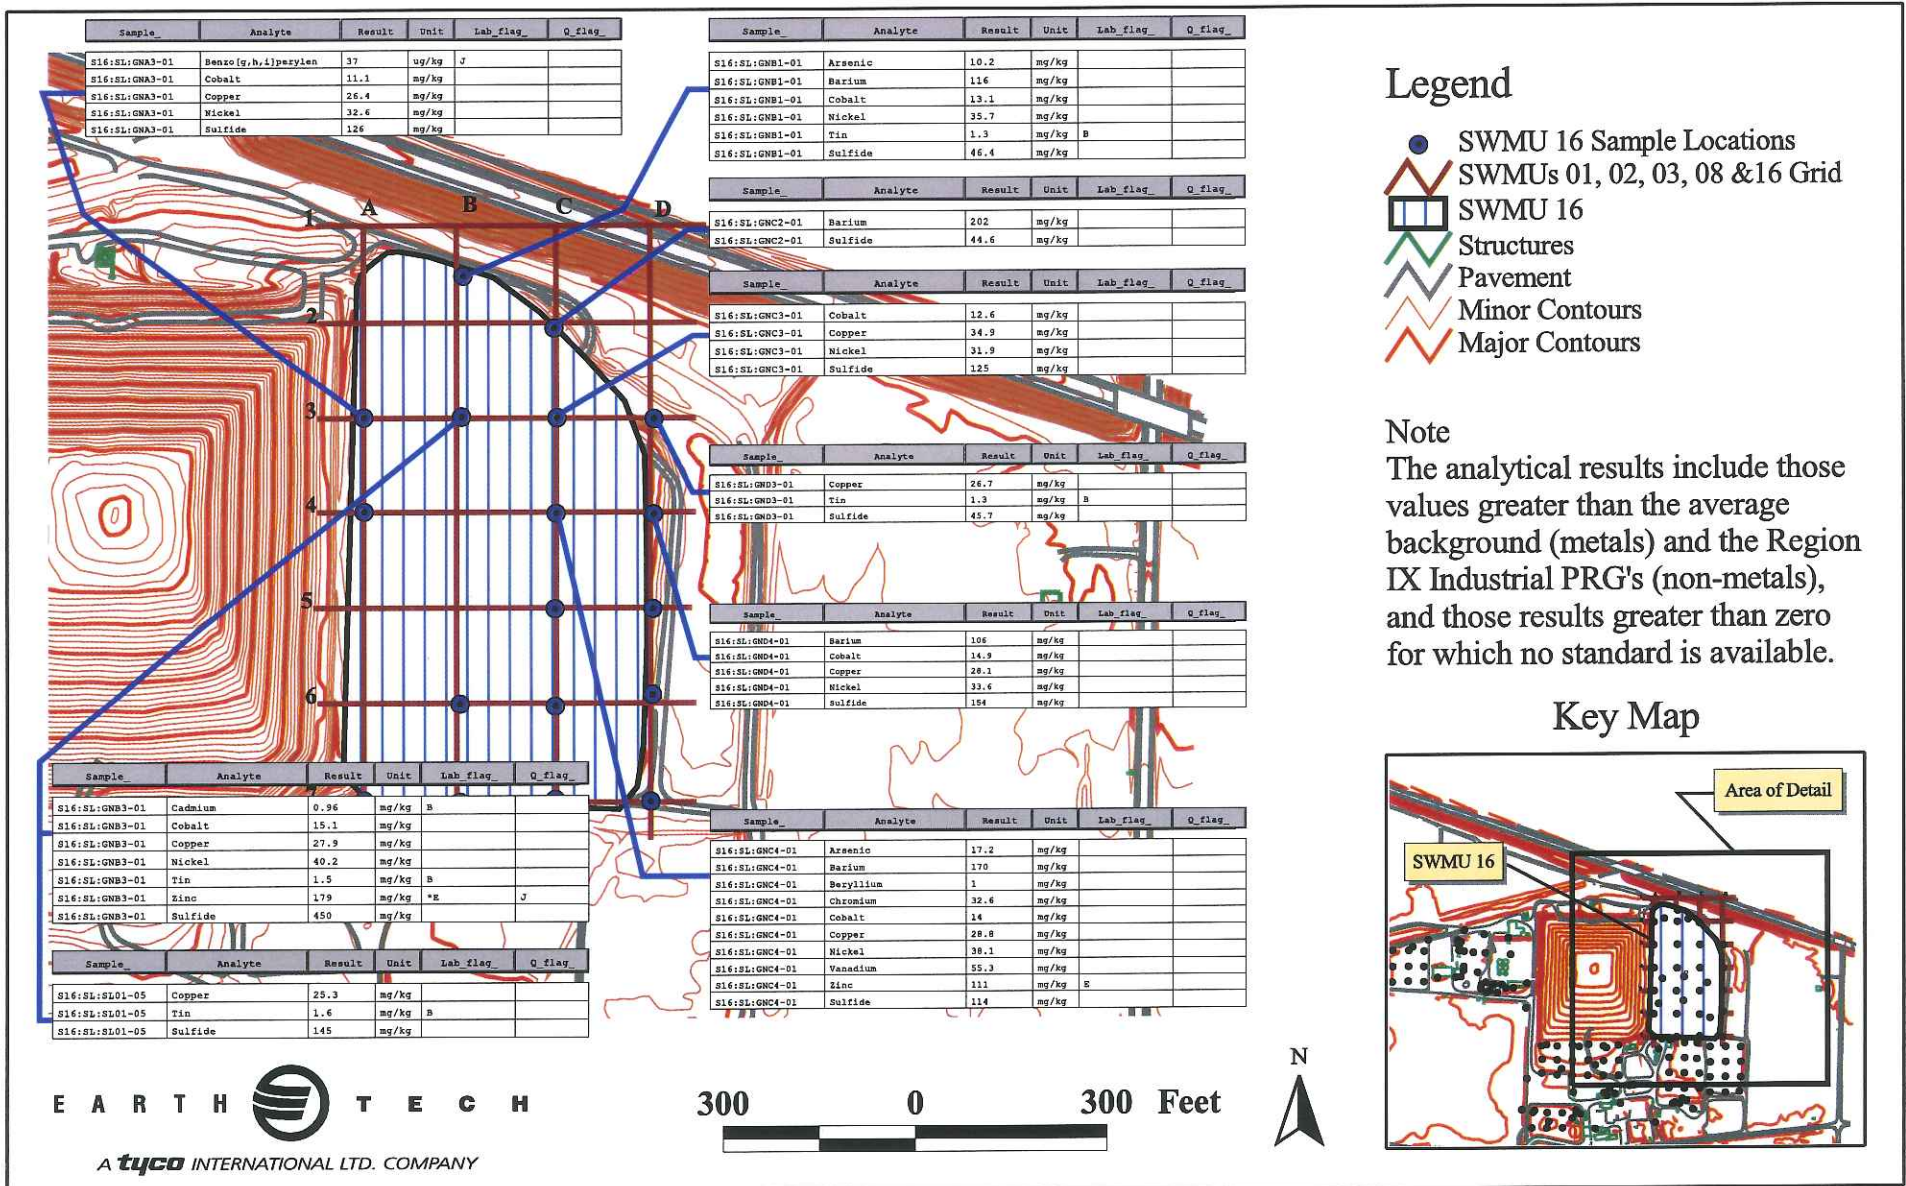 Sample_ Analyte Result Unit Lab_flag_ Q_flag_
S16:SL:GNA3-01 Benzo[g,h,i]perylen 37 ug/kg J
S16:SL:GNA3-01 Cobalt 11.1 mg/kg
S16:SL:GNA3-01 Copper 26.4 mg/kg
S16:SL:GNA3-01 Nickel 32.6 mg/kg
S16:SL:GNA3-01 Sulfide 126 mg/kg
Sample_ Analyte Result Unit Lab_flag_ Q_flag_
S16:SL:GNB1-01 Arsenic 10.2 mg/kg
S16:SL:GNB1-01 Barium 116 mg/kg
S16:SL:GNB1-01 Cobalt 13.1 mg/kg
S16:SL:GNB1-01 Nickel 35.7 mg/kg
S16:SL:GNB1-01 Tin 1.3 mg/kg B
S16:SL:GNB1-01 Sulfide 46.4 mg/kg
Sample_ Analyte Result Unit Lab_flag_ Q_flag_
S16:SL:GNC2-01 Barium 202 mg/kg
S16:SL:GNC2-01 Sulfide 44.6 mg/kg
Sample_ Analyte Result Unit Lab_flag_ Q_flag_
S16:SL:GNC3-01 Cobalt 12.6 mg/kg
S16:SL:GNC3-01 Copper 34.9 mg/kg
S16:SL:GNC3-01 Nickel 31.9 mg/kg
S16:SL:GNC3-01 Sulfide 125 mg/kg
Sample_ Analyte Result Unit Lab_flag_ Q_flag_
S16:SL:GND3-01 Copper 26.7 mg/kg
S16:SL:GND3-01 Tin 1.3 mg/kg B
S16:SL:GND3-01 Sulfide 45.7 mg/kg
Sample_ Analyte Result Unit Lab_flag_ Q_flag_
S16:SL:GND4-01 Barium 106 mg/kg
S16:SL:GND4-01 Cobalt 14.9 mg/kg
S16:SL:GND4-01 Copper 28.1 mg/kg
S16:SL:GND4-01 Nickel 33.6 mg/kg
S16:SL:GND4-01 Sulfide 154 mg/kg
Sample_ Analyte Result Unit Lab_flag_ Q_flag_
S16:SL:GNC4-01 Arsenic 17.2 mg/kg
S16:SL:GNC4-01 Barium 170 mg/kg
S16:SL:GNC4-01 Beryllium 1 mg/kg
S16:SL:GNC4-01 Chromium 32.6 mg/kg
S16:SL:GNC4-01 Cobalt 14 mg/kg
S16:SL:GNC4-01 Copper 28.8 mg/kg
S16:SL:GNC4-01 Nickel 38.1 mg/kg
S16:SL:GNC4-01 Vanadium 55.3 mg/kg
S16:SL:GNC4-01 Zinc 111 mg/kg E
S16:SL:GNC4-01 Sulfide 114 mg/kg
A B C D
1
2
3
4
5
6
Sample_ Analyte Result Unit Lab_flag_ Q_flag_
S16:SL:GNB3-01 Cadmium 0.96 mg/kg B
S16:SL:GNB3-01 Cobalt 15.1 mg/kg
S16:SL:GNB3-01 Copper 27.9 mg/kg
S16:SL:GNB3-01 Nickel 40.2 mg/kg
S16:SL:GNB3-01 Tin 1.5 mg/kg B
S16:SL:GNB3-01 Zinc 179 mg/kg *E J
S16:SL:GNB3-01 Sulfide 450 mg/kg
Sample_ Analyte Result Unit Lab_flag_ Q_flag_
S16:SL:SL01-05 Copper 25.3 mg/kg
S16:SL:SL01-05 Tin 1.6 mg/kg B
S16:SL:SL01-05 Sulfide 145 mg/kg
Legend
SWMU 16 Sample Locations
SWMUs 01, 02, 03, 08 &16 Grid
SWMU 16
Structures
Pavement
Minor Contours
Major Contours
Note
The analytical results include those
values greater than the average
background (metals) and the Region
IX Industrial PRG's (non-metals),
and those results greater than zero
for which no standard is available.
Key Map
Area of Detail
SWMU 16
EARTH TECH
A tyco INTERNATIONAL LTD. COMPANY
300 0 300 Feet
N